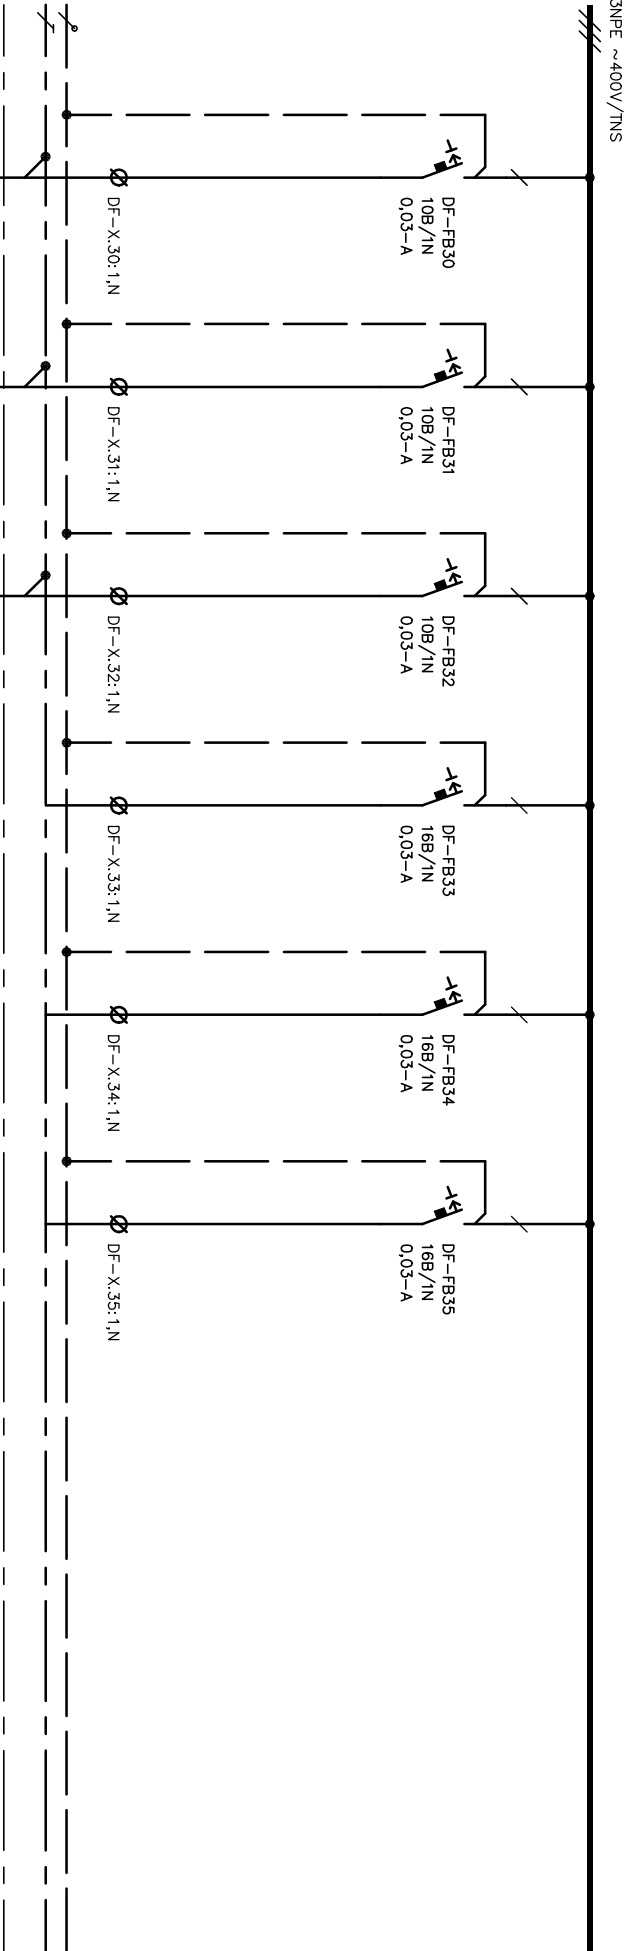 3NPE ~400V/TNS
DF-FB30
10B/1N
0,03-A
DF-X.30:1,N
DF-FB31
10B/1N
0,03-A
DF-X.31:1,N
DF-FB32
10B/1N
0,03-A
DF-X.32:1,N
DF-FB33
16B/1N
0,03-A
DF-X.33:1,N
DF-FB34
16B/1N
0,03-A
DF-X.34:1,N
DF-FB35
16B/1N
0,03-A
DF-X.35:1,N